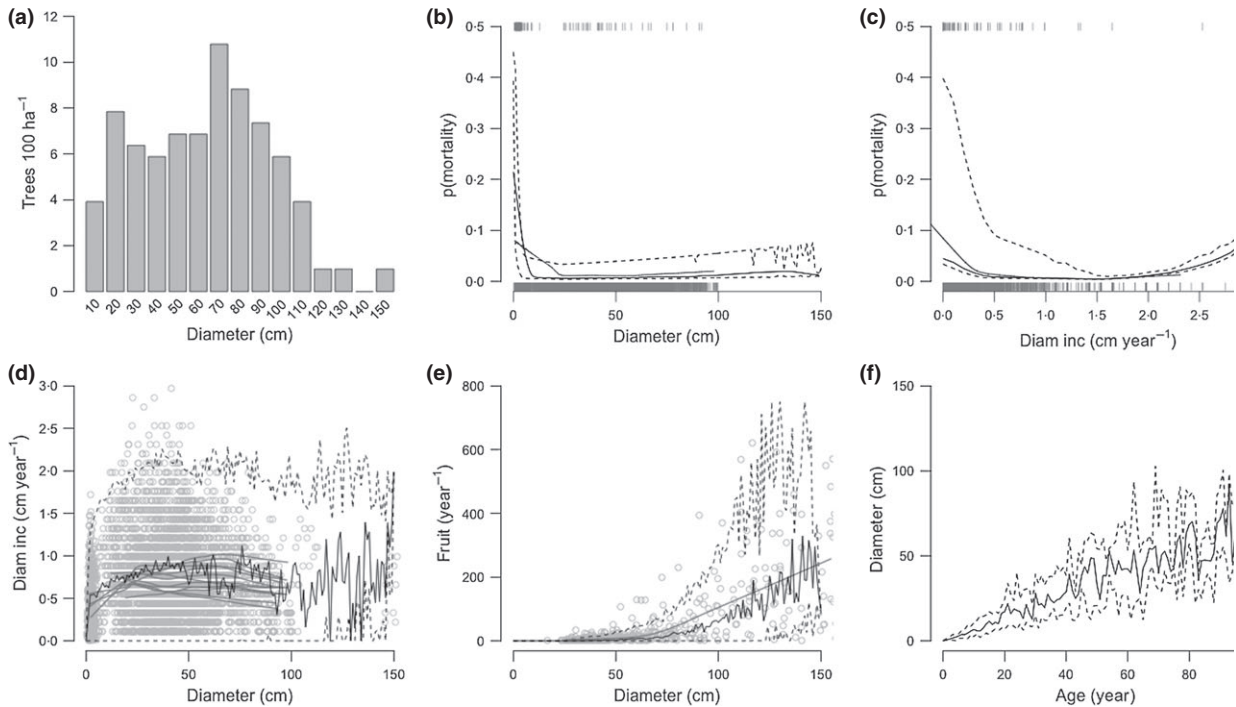 (a)
12
10
8
6
4
2
0
Trees 100 ha⁻¹
10 20 30 40 50 60 70 80 90 100 110 120 130 140 150
Diameter (cm)
(b)
0·5
0·4
0·3
0·2
0·1
0·0
p(mortality)
0 50 100 150
Diameter (cm)
(c)
0·5
0·4
0·3
0·2
0·1
0·0
p(mortality)
0·0 0·5 1·0 1·5 2·0 2·5
Diam inc (cm year⁻¹)
(d)
3·0
2·5
2·0
1·5
1·0
0·5
0·0
Diam inc (cm year⁻¹)
0 50 100 150
Diameter (cm)
(e)
800
600
400
200
0
Fruit (year⁻¹)
0 50 100 150
Diameter (cm)
(f)
150
100
50
0
Diameter (cm)
0 20 40 60 80
Age (year)